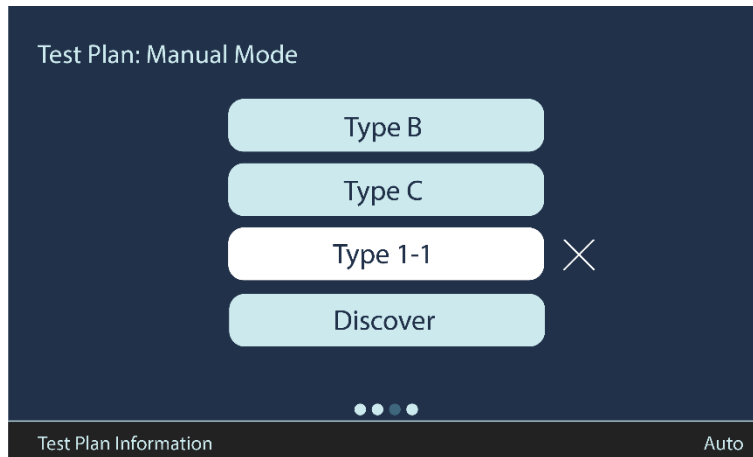 Test Plan: Manual Mode
Type B
Type C
Type 1-1
Discover
Test Plan Information
Auto